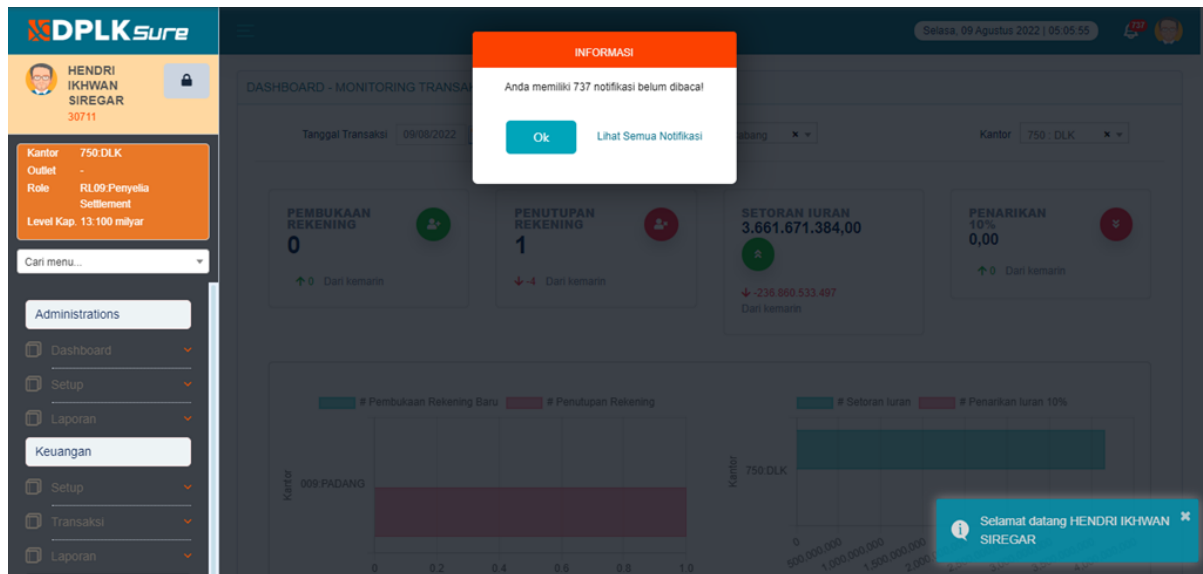 DPLKsure
HENDRI
IKHWAN
SIREGAR
30711
Kantor 750:DLK
Outlet -
Role RL09:Penyelia
Settlement
Level Kap. 13:100 milyar
Cari menu...
Administrations
Dashboard
Setup
Laporan
Keuangan
Setup
Transaksi
Laporan
Selasa, 09 Agustus 2022 | 05:05:55
737
INFORMASI
Anda memiliki 737 notifikasi belum dibaca!
Ok Lihat Semua Notifikasi
DASHBOARD - MONITORING
Tanggal Transaksi 09/08/2022
Kantor 750 : DLK
PEMBUKAAN
REKENING
0
0 Dari kemarin
PENUTUPAN
REKENING
1
-4 Dari kemarin
SETORAN IURAN
3.661.671.384,00
-236.860.533.497
Dari kemarin
PENARIKAN
10%
0,00
0 Dari kemarin
# Pembukaan Rekening Baru # Penutupan Rekening
Kantor
009:PADANG
0 0.2 0.4 0.6 0.8 1.0
# Setoran Iuran # Penarikan Iuran 10%
Kantor
750:DLK
0 500,000,000 1,000,000,000 1,500,000,000
Selamat datang HENDRI IKHWAN
SIREGAR